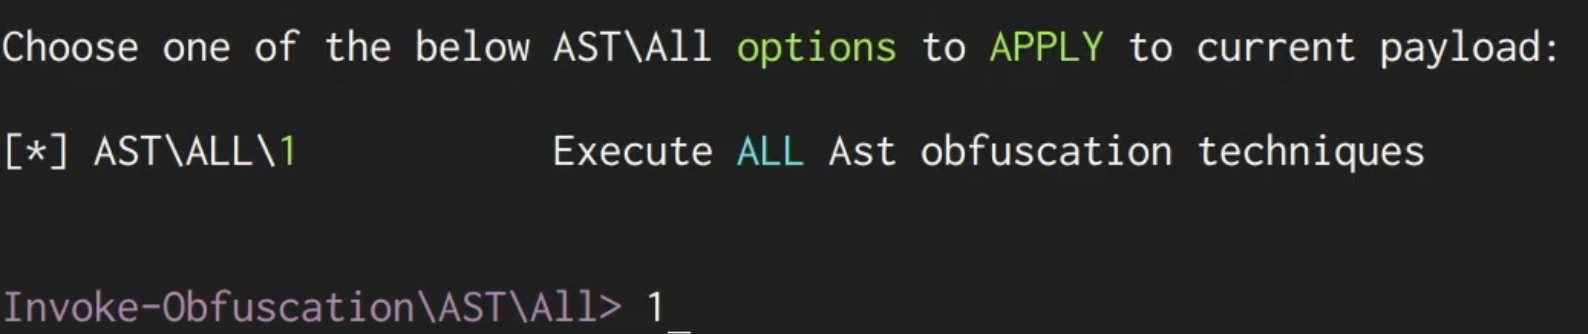 Choose one of the below AST\All options to APPLY to current payload:
[*] AST\ALL\1 Execute ALL Ast obfuscation techniques
Invoke-Obfuscation\AST\All> 1_